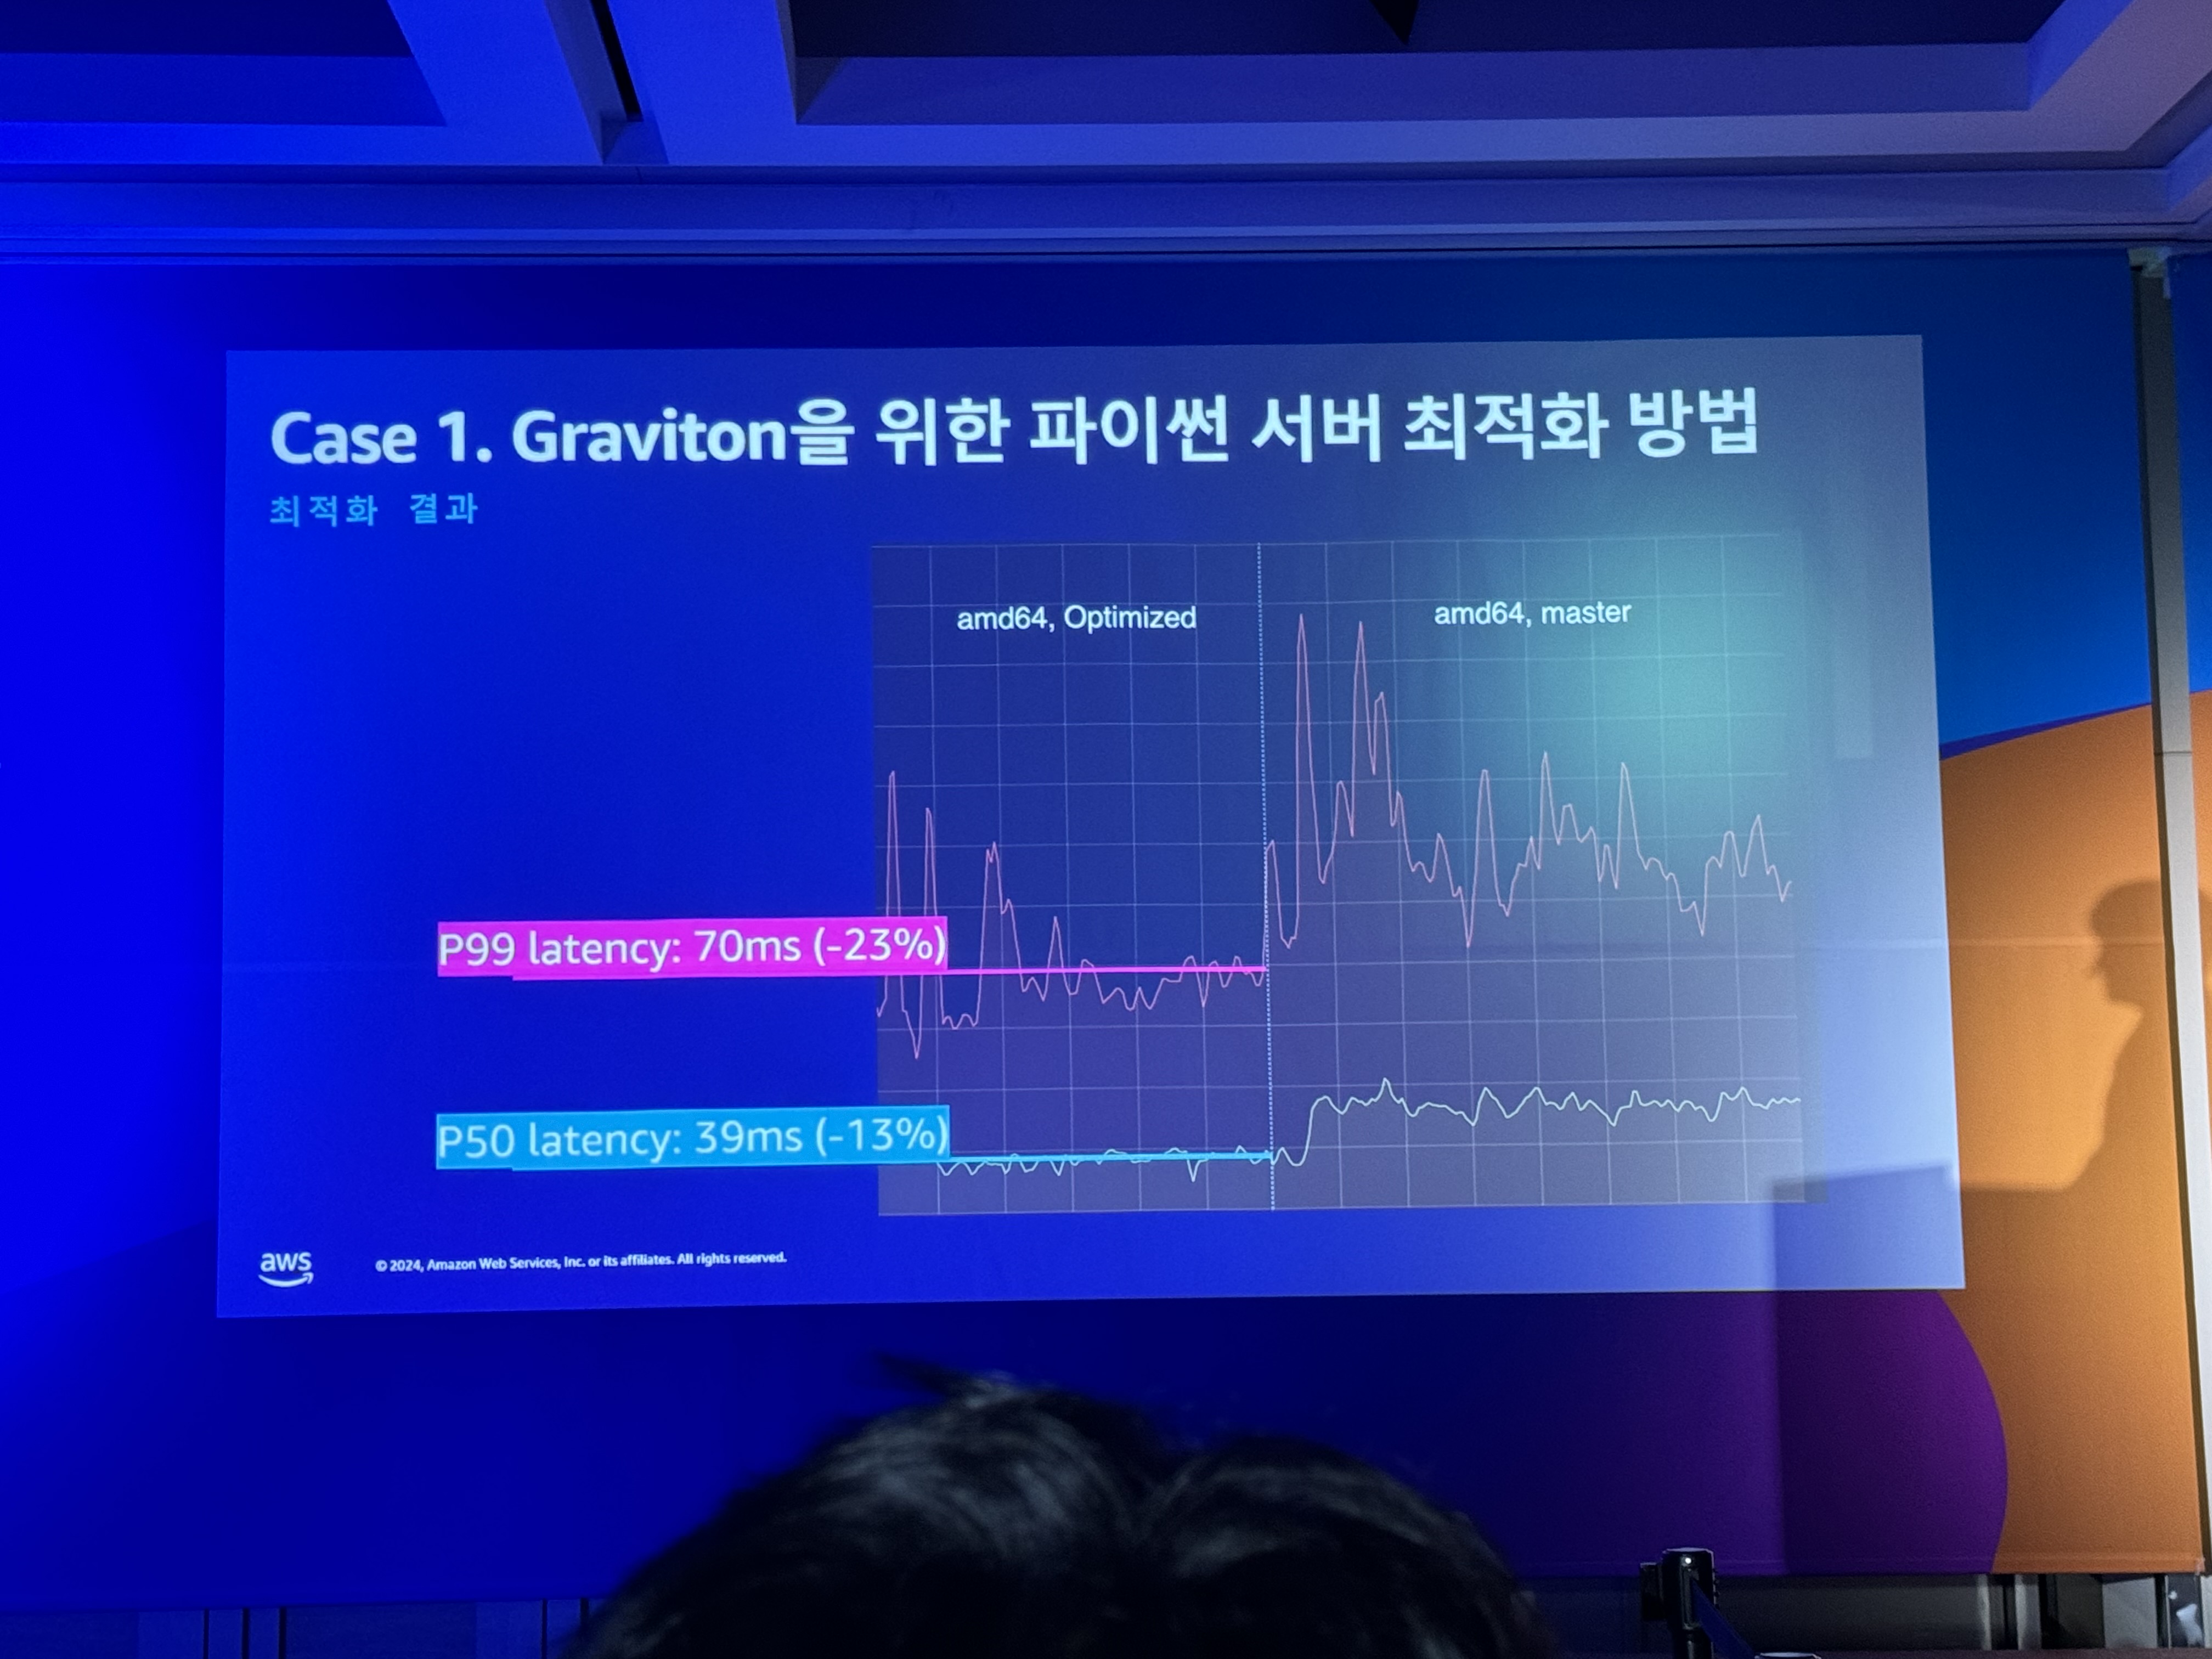 Case 1. Graviton을 위한 파이썬 서버 최적화 방법
최적화 결과
amd64, Optimized
amd64, master
P99 latency: 70ms (-23%)
P50 latency: 39ms (-13%)
aws
© 2024, Amazon Web Services, Inc. or its affiliates. All rights reserved.